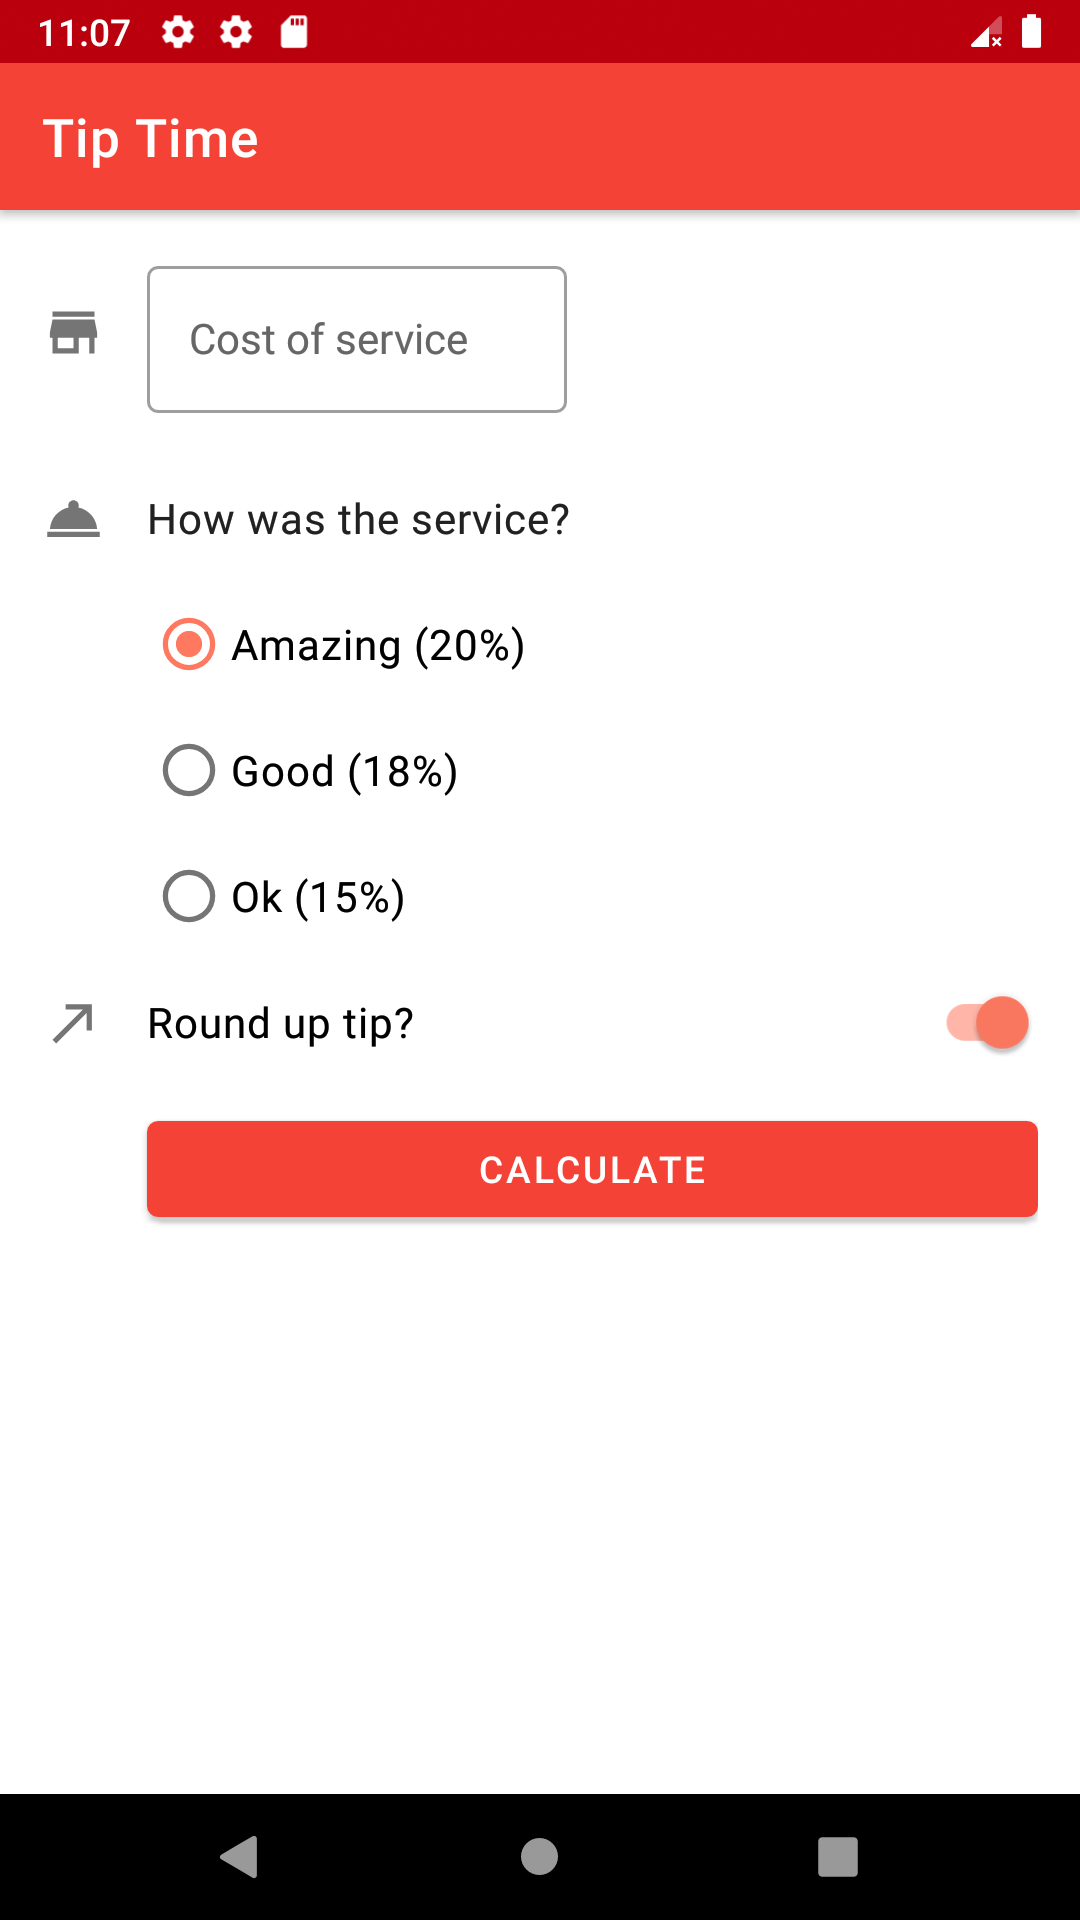 11:07
Tip Time
Cost of service
How was the service?
Amazing (20%)
Good (18%)
Ok (15%)
Round up tip?
CALCULATE